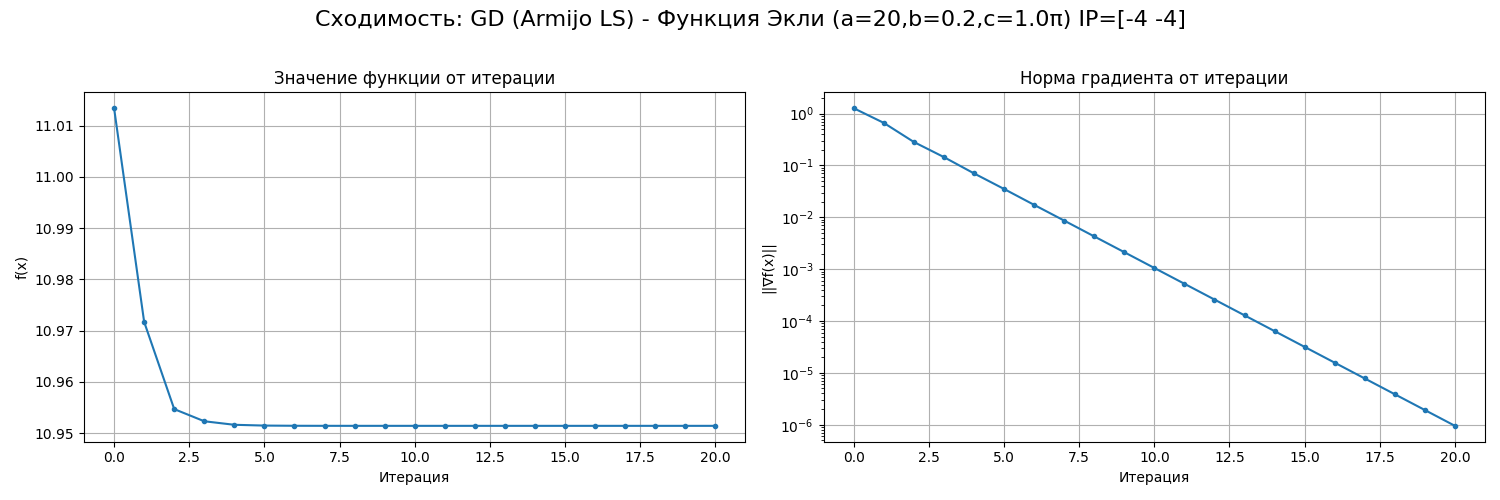 Сходимость: GD (Armijo LS) - Функция Экли (a=20,b=0.2,c=1.0π) IP=[-4 -4]
Значение функции от итерации
f(x)
11.01
11.00
10.99
10.98
10.97
10.96
10.95
0.0 2.5 5.0 7.5 10.0 12.5 15.0 17.5 20.0
Итерация
Норма градиента от итерации
||∇f(x)||
10⁰
10⁻¹
10⁻²
10⁻³
10⁻⁴
10⁻⁵
10⁻⁶
0.0 2.5 5.0 7.5 10.0 12.5 15.0 17.5 20.0
Итерация